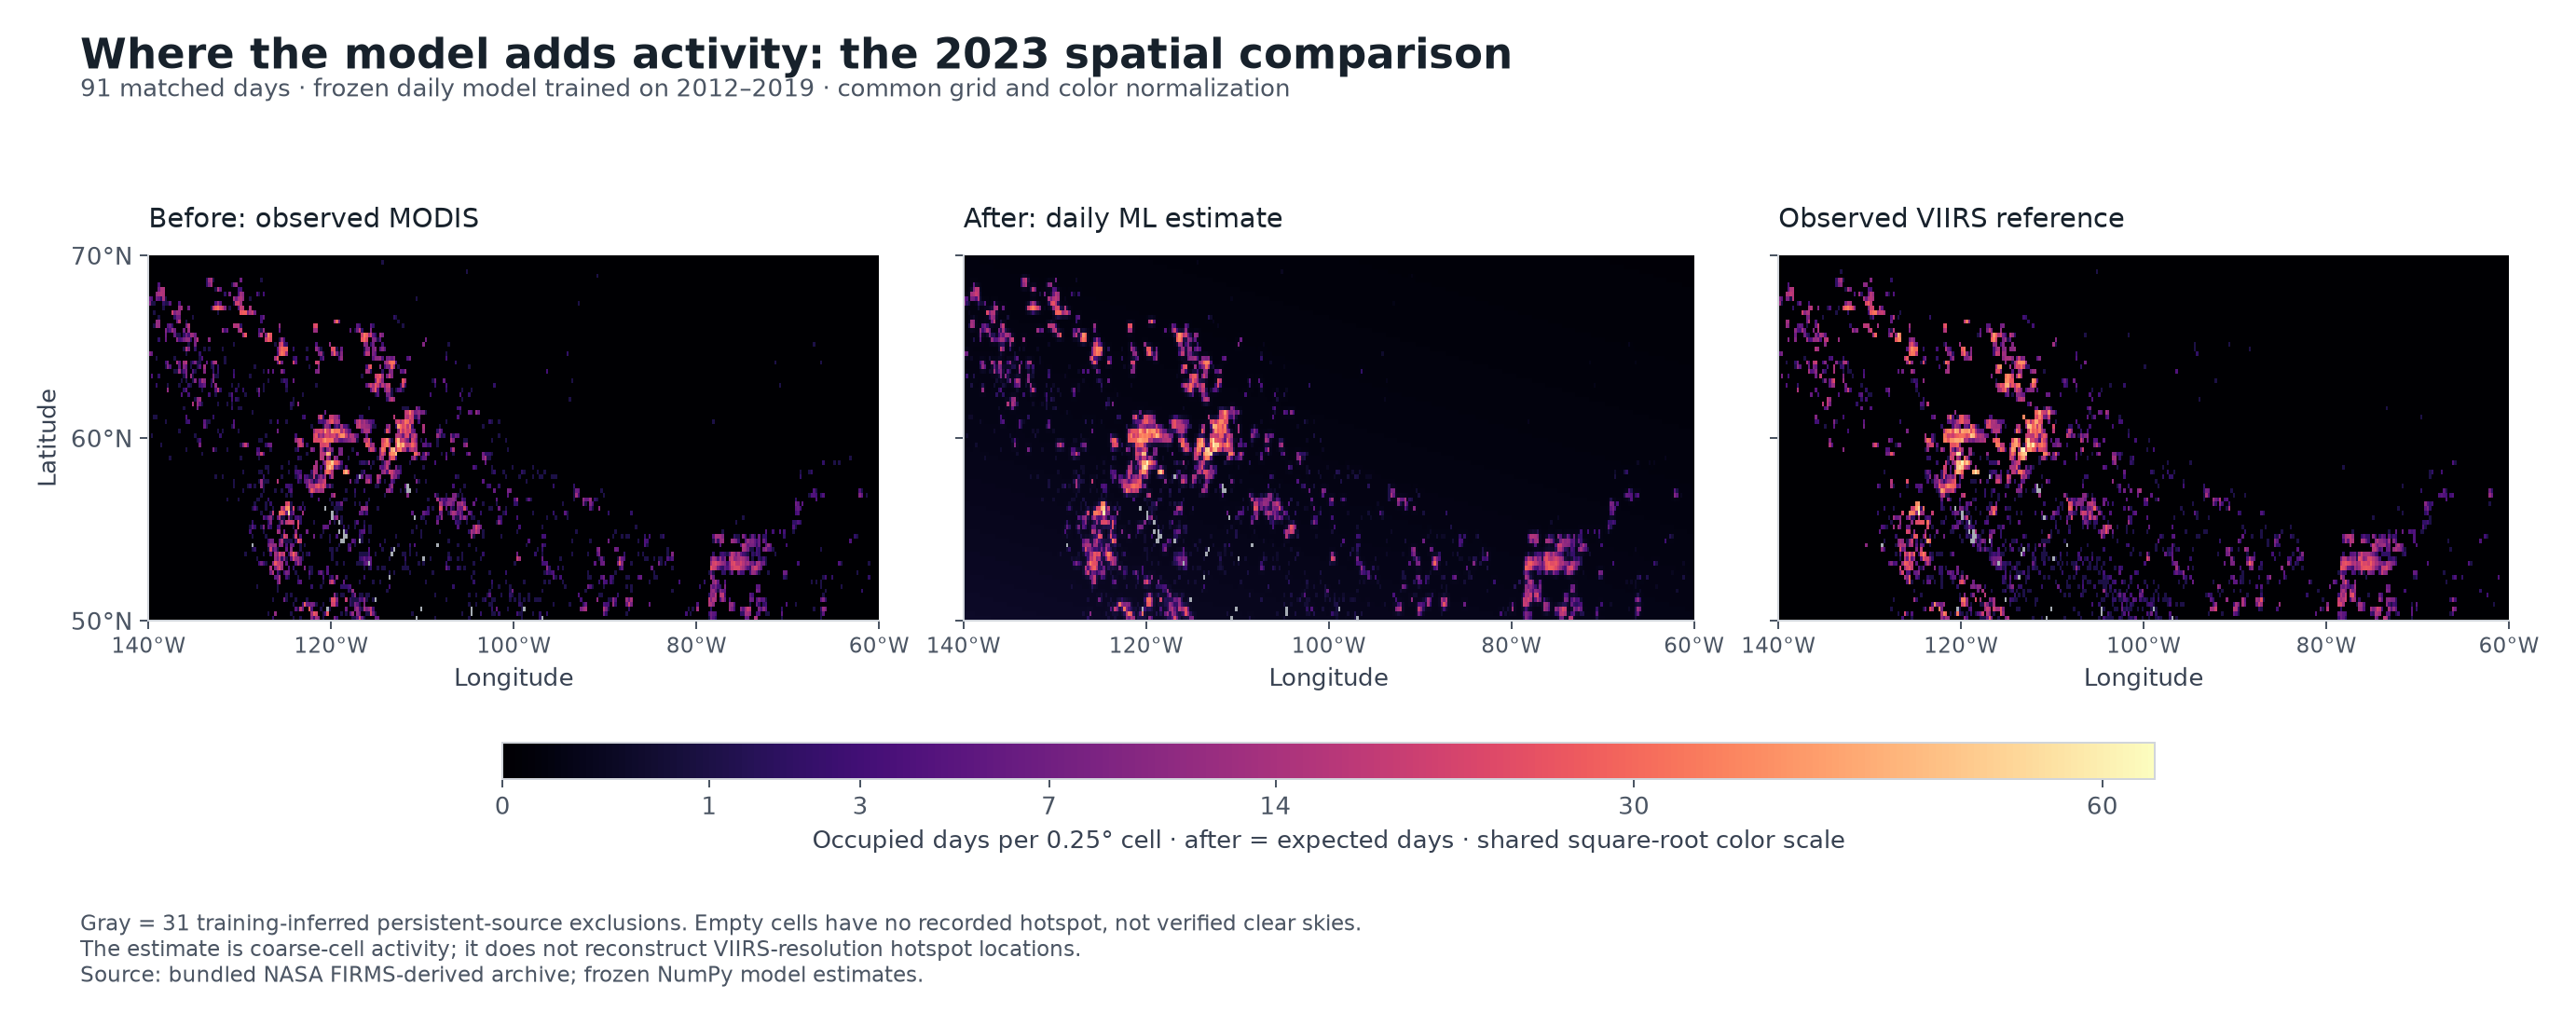 Where the model adds activity: the 2023 spatial comparison
91 matched days · frozen daily model trained on 2012–2019 · common grid and color normalization
Before: observed MODIS
After: daily ML estimate
Observed VIIRS reference
Latitude
70°N
60°N
50°N
140°W 120°W 100°W 80°W 60°W
140°W 120°W 100°W 80°W 60°W
140°W 120°W 100°W 80°W 60°W
Longitude
Longitude
Longitude
0 1 3 7 14 30 60
Occupied days per 0.25° cell · after = expected days · shared square-root color scale
Gray = 31 training-inferred persistent-source exclusions. Empty cells have no recorded hotspot, not verified clear skies.
The estimate is coarse-cell activity; it does not reconstruct VIIRS-resolution hotspot locations.
Source: bundled NASA FIRMS-derived archive; frozen NumPy model estimates.